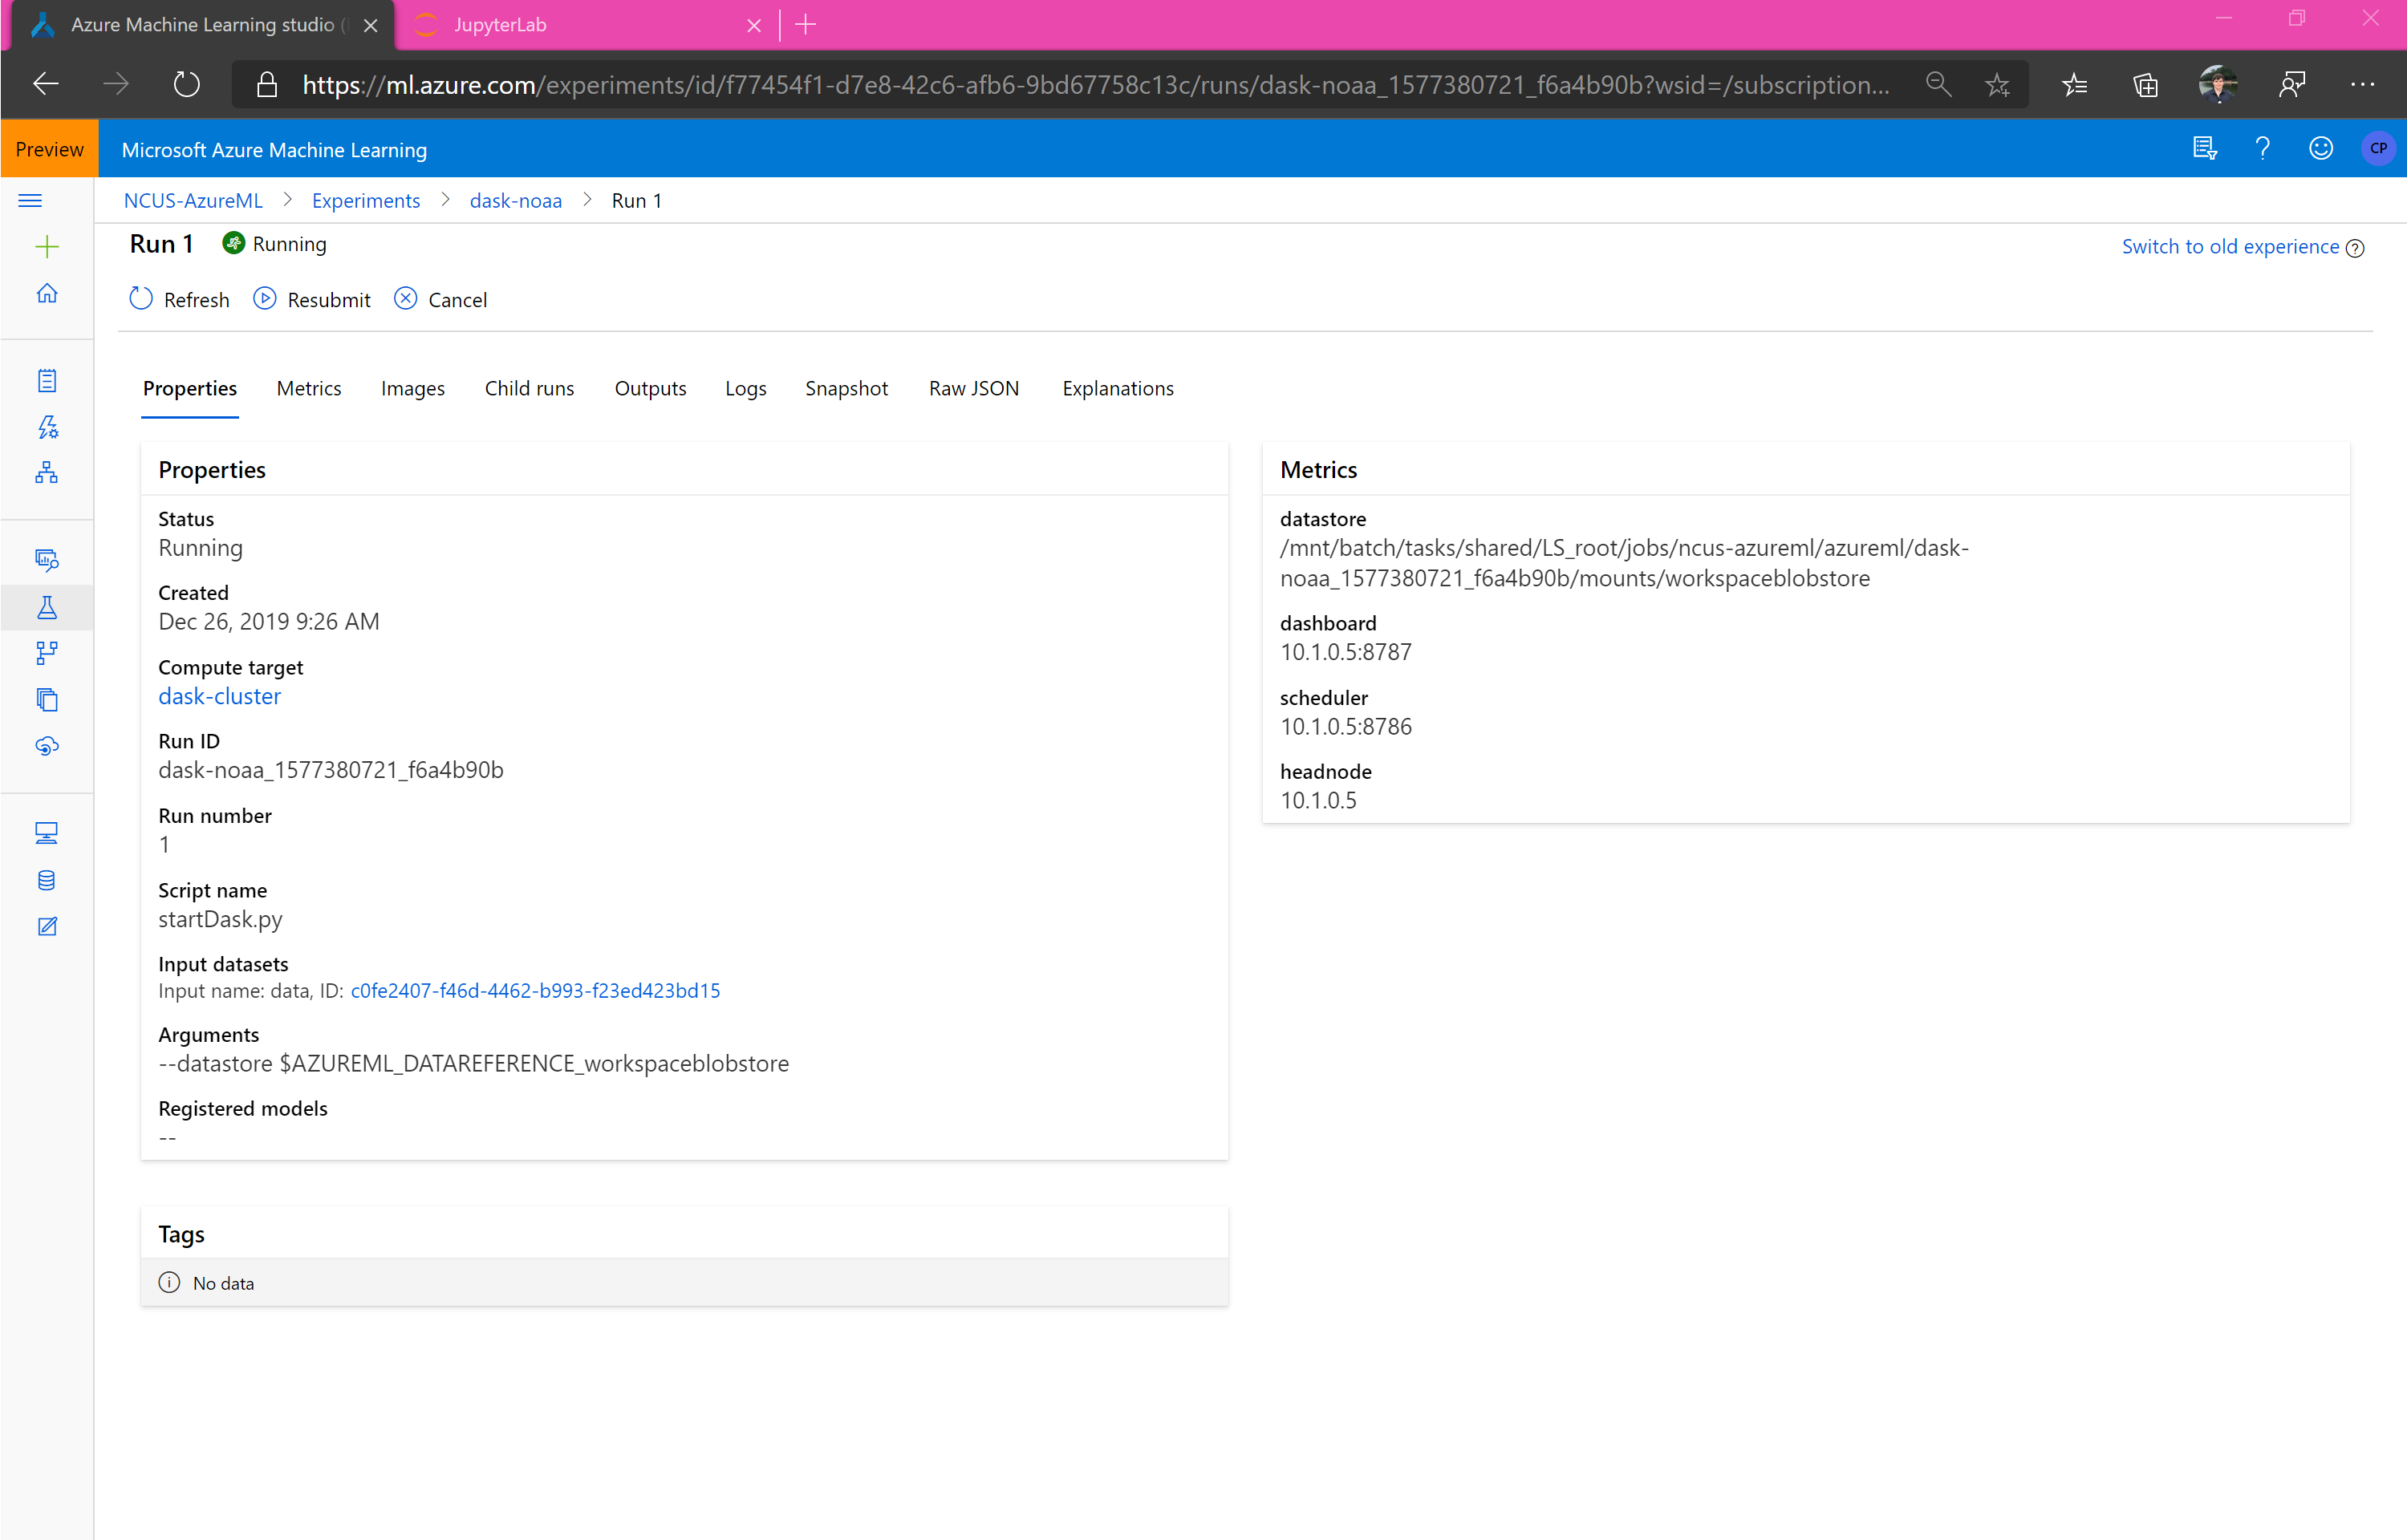 Azure Machine Learning studio (
JupyterLab
https://ml.azure.com/experiments/id/f77454f1-d7e8-42c6-afb6-9bd67758c13c/runs/dask-noaa_1577380721_f6a4b90b?wsid=/subscription...
Preview
Microsoft Azure Machine Learning
CP
NCUS-AzureML > Experiments > dask-noaa > Run 1
Run 1 Running
Switch to old experience
Refresh Resubmit Cancel
Properties Metrics Images Child runs Outputs Logs Snapshot Raw JSON Explanations
Properties
Status
Running
Created
Dec 26, 2019 9:26 AM
Compute target
dask-cluster
Run ID
dask-noaa_1577380721_f6a4b90b
Run number
1
Script name
startDask.py
Input datasets
Input name: data, ID: c0fe2407-f46d-4462-b993-f23ed423bd15
Arguments
--datastore $AZUREML_DATAREFERENCE_workspaceblobstore
Registered models
--
Metrics
datastore
/mnt/batch/tasks/shared/LS_root/jobs/ncus-azureml/azureml/dask-
noaa_1577380721_f6a4b90b/mounts/workspaceblobstore
dashboard
10.1.0.5:8787
scheduler
10.1.0.5:8786
headnode
10.1.0.5
Tags
No data